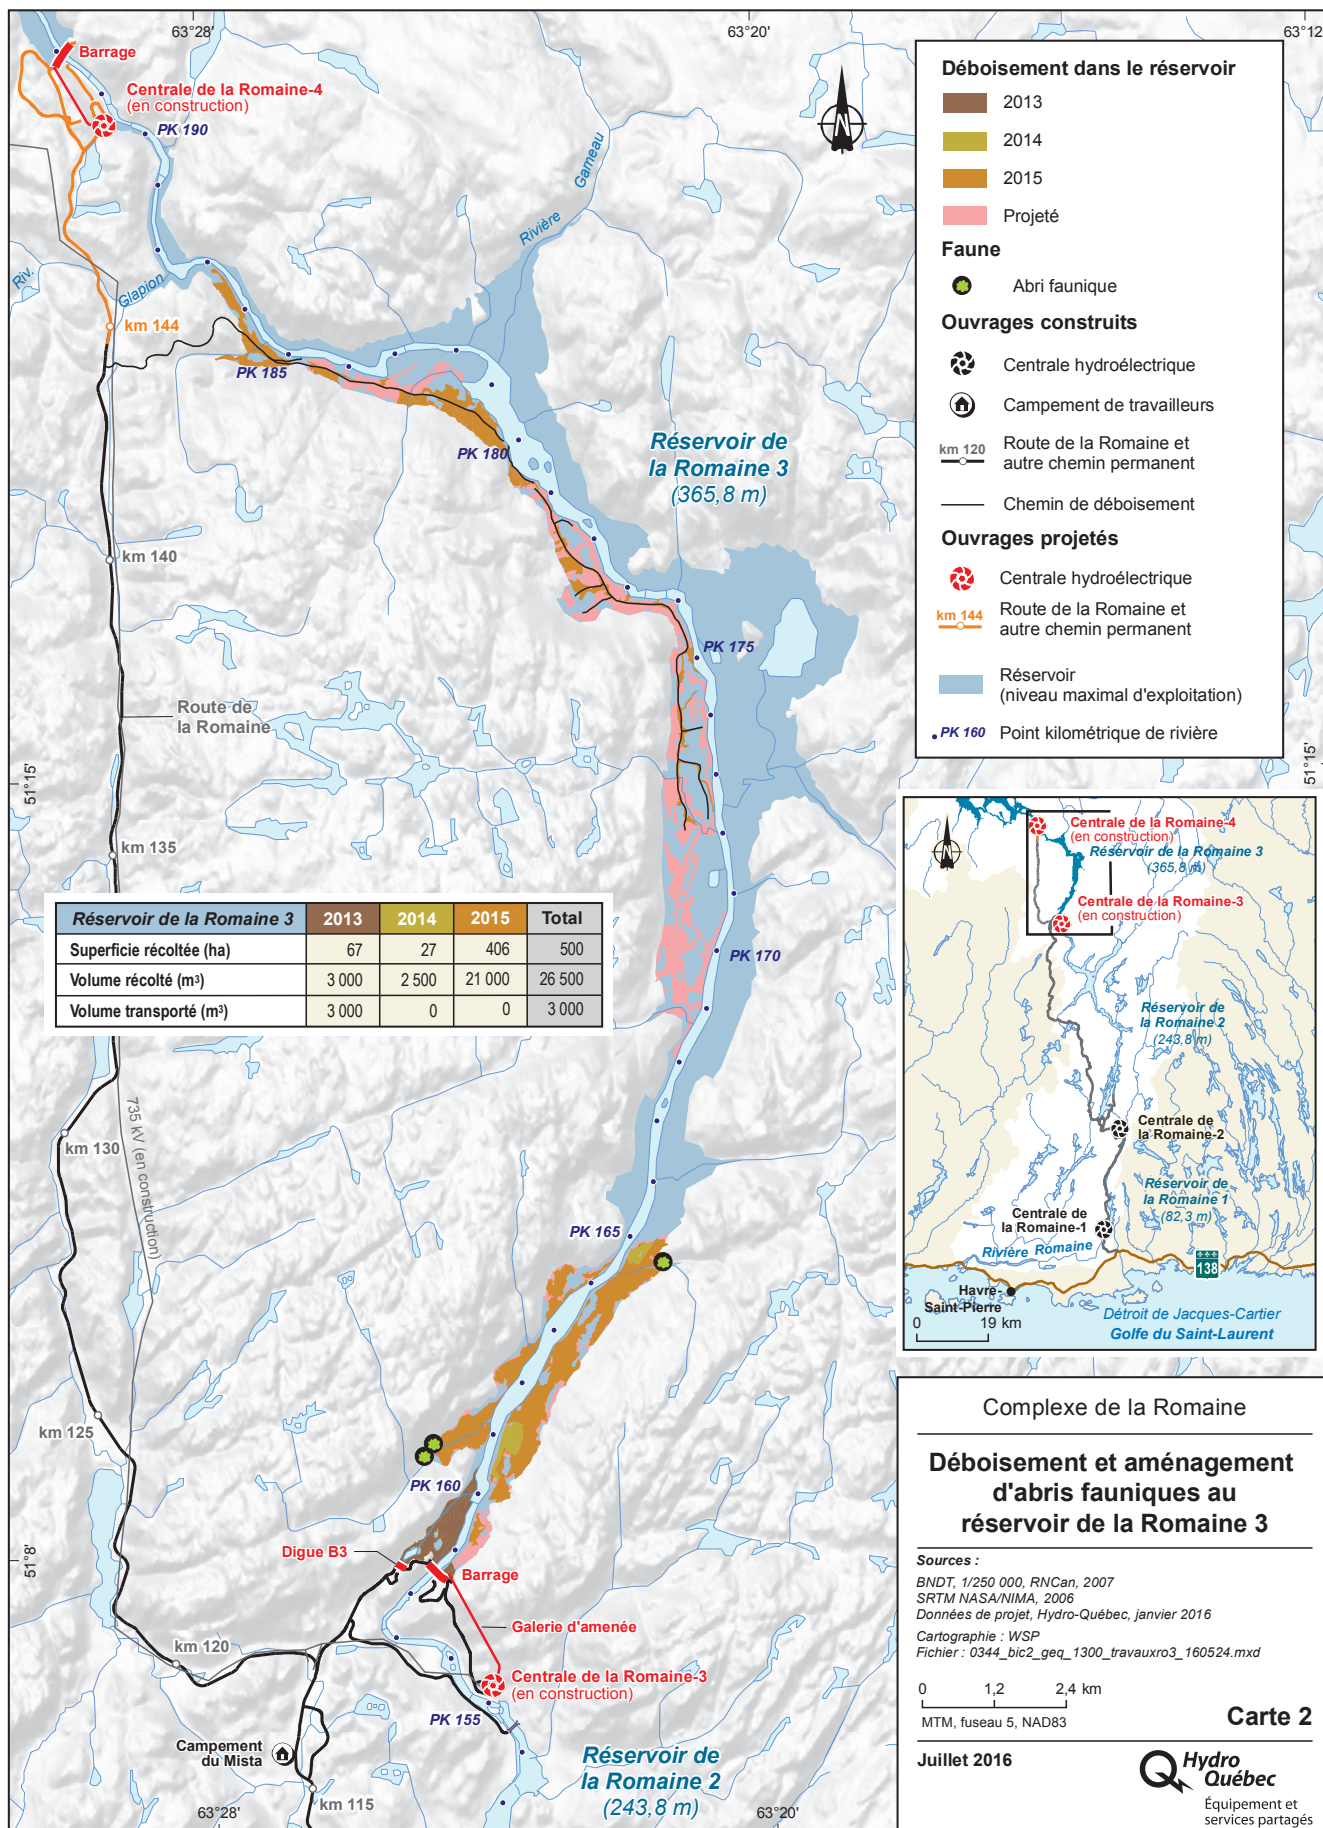 63°28'
63°20'
63°12
Barrage
Centrale de la Romaine-4
(en construction)
PK 190
Rivière
Garneau
Riv.
Glapion
km 144
PK 185
PK 180
Réservoir de
la Romaine 3
(365,8 m)
km 140
PK 175
Route de
la Romaine
51°15'
51°15'
km 135
Réservoir de la Romaine 3 2013 2014 2015 Total
Superficie récoltée (ha) 67 27 406 500
Volume récolté (m³) 3 000 2 500 21 000 26 500
Volume transporté (m³) 3 000 0 0 3 000
PK 170
735 kV (en construction)
km 130
PK 165
km 125
PK 160
51°8'
Digue B3
Barrage
Galerie d'amenée
km 120
Centrale de la Romaine-3
(en construction)
PK 155
Campement
du Mista
Réservoir de
la Romaine 2
(243,8 m)
km 115
63°28'
63°20'
Déboisement dans le réservoir
2013
2014
2015
Projeté
Faune
Abri faunique
Ouvrages construits
Centrale hydroélectrique
Campement de travailleurs
km 120 Route de la Romaine et
autre chemin permanent
Chemin de déboisement
Ouvrages projetés
Centrale hydroélectrique
km 144 Route de la Romaine et
autre chemin permanent
Réservoir
(niveau maximal d'exploitation)
PK 160 Point kilométrique de rivière
Centrale de la Romaine-4
(en construction)
Réservoir de la Romaine 3
(365,8 m)
Centrale de la Romaine-3
(en construction)
Réservoir de
la Romaine 2
(243,8 m)
Centrale de
la Romaine-2
Réservoir de
la Romaine 1
(82,3 m)
Centrale de
la Romaine-1
Rivière Romaine
138
Havre-
Saint-Pierre
0 19 km
Détroit de Jacques-Cartier
Golfe du Saint-Laurent
Complexe de la Romaine
Déboisement et aménagement
d'abris fauniques au
réservoir de la Romaine 3
Sources :
BNDT, 1/250 000, RNCan, 2007
SRTM NASA/NIMA, 2006
Données de projet, Hydro-Québec, janvier 2016
Cartographie : WSP
Fichier : 0344_bic2_geq_1300_travauxro3_160524.mxd
0 1,2 2,4 km
MTM, fuseau 5, NAD83
Carte 2
Juillet 2016
Hydro
Québec
Équipement et
services partagés